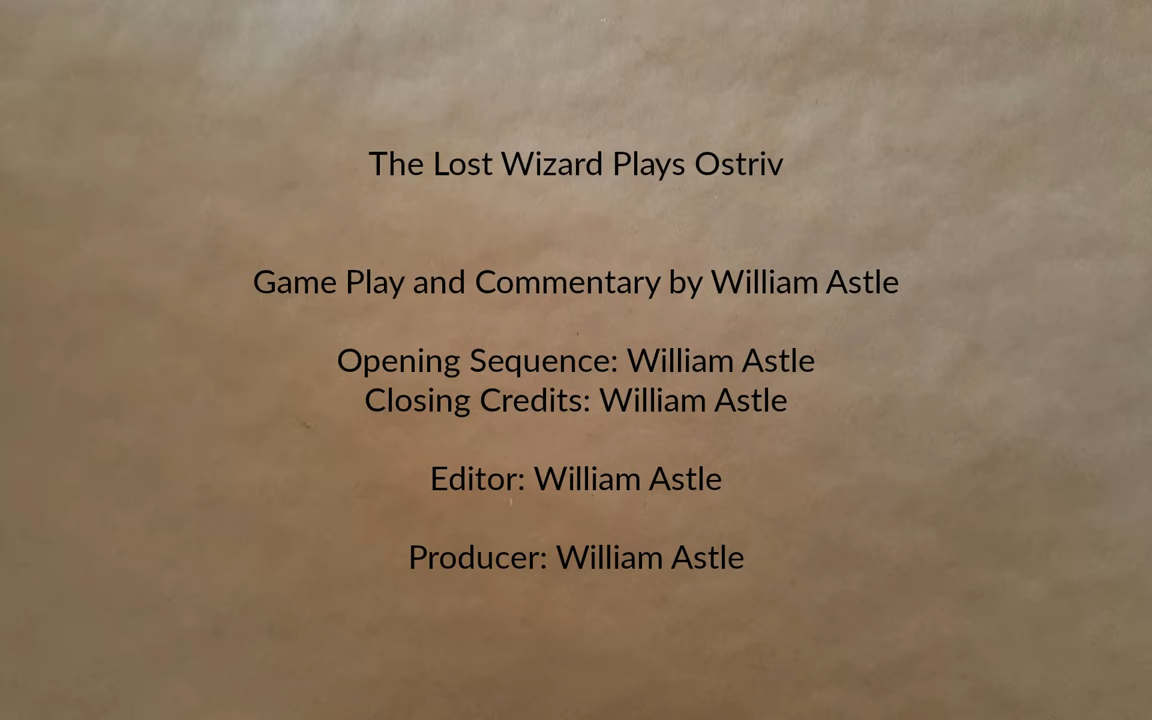 The Lost Wizard Plays Ostriv
Game Play and Commentary by William Astle
Opening Sequence: William Astle
Closing Credits: William Astle
Editor: William Astle
Producer: William Astle